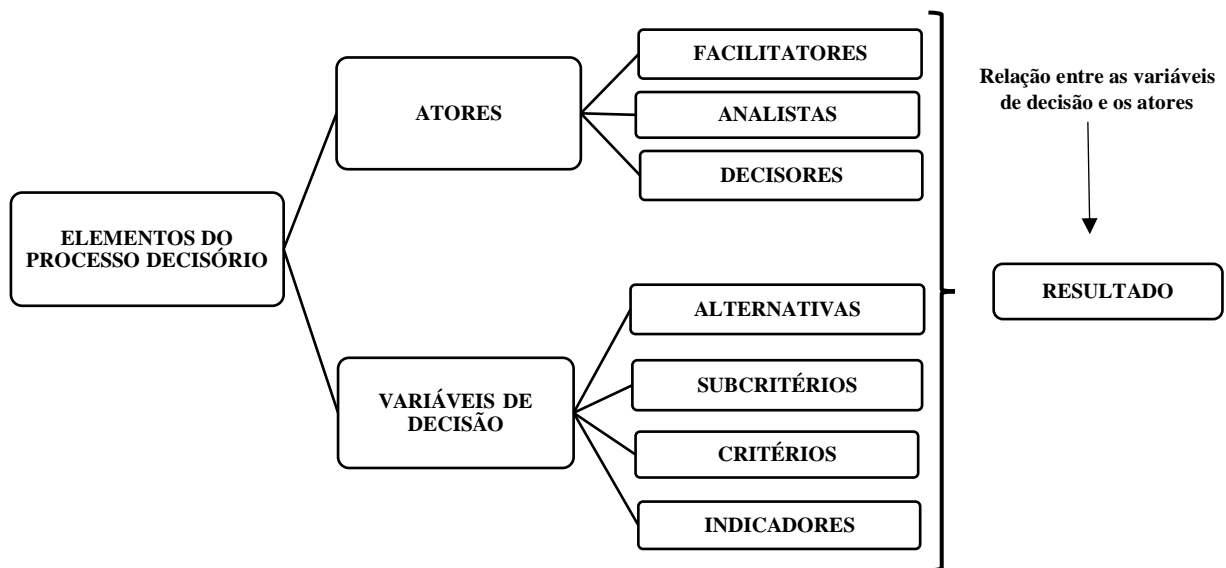 ELEMENTOS DO
PROCESSO DECISÓRIO
ATORES
FACILITATORES
ANALISTAS
DECISORES
VARIÁVEIS DE
DECISÃO
ALTERNATIVAS
SUBCRITÉRIOS
CRITÉRIOS
INDICADORES
Relação entre as variáveis
de decisão e os atores
RESULTADO